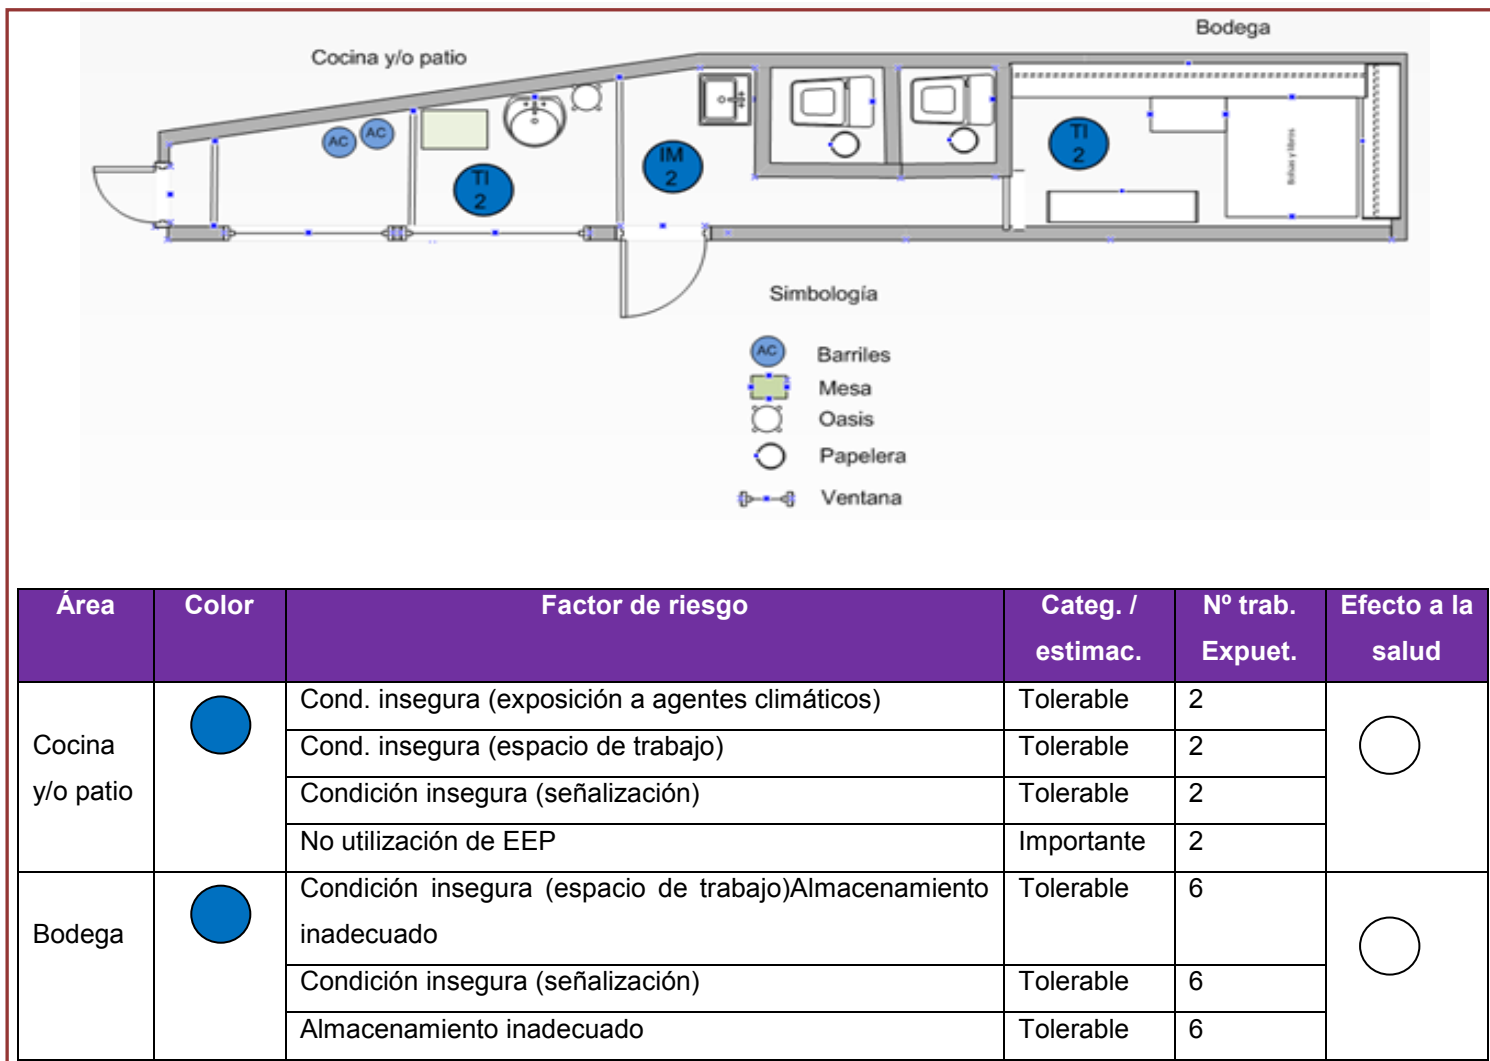 Bodega
Cocina y/o patio
AC
AC
TI
2
IM
2
TI
2
Bolsas y libros
Simbología
AC Barriles
Mesa
Oasis
Papelera
Ventana
Área Color Factor de riesgo Categ. / estimac. Nº trab. Expuet. Efecto a la salud
Cocina y/o patio
Cond. insegura (exposición a agentes climáticos) Tolerable 2
Cond. insegura (espacio de trabajo) Tolerable 2
Condición insegura (señalización) Tolerable 2
No utilización de EEP Importante 2
Bodega
Condición insegura (espacio de trabajo)Almacenamiento inadecuado Tolerable 6
Condición insegura (señalización) Tolerable 6
Almacenamiento inadecuado Tolerable 6